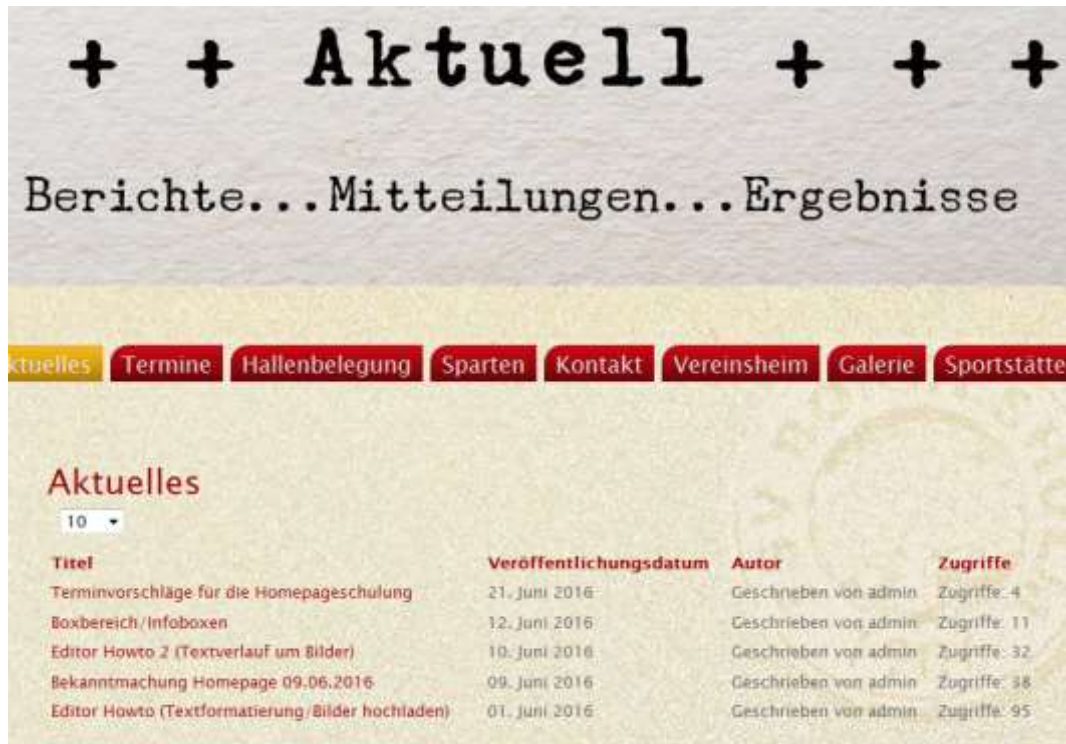 + + Aktuell + + +
Berichte...Mitteilungen...Ergebnisse
ktuelles Termine Hallenbelegung Sparten Kontakt Vereinsheim Galerie Sportstätte
Aktuelles
10
Titel Veröffentlichungsdatum Autor Zugriffe
Terminvorschläge für die Homepageschulung 21. Juni 2016 Geschrieben von admin Zugriffe: 4
Boxbereich/Infoboxen 12. Juni 2016 Geschrieben von admin Zugriffe: 11
Editor Howto 2 (Textverlauf um Bilder) 10. Juni 2016 Geschrieben von admin Zugriffe: 32
Bekanntmachung Homepage 09.06.2016 09. Juni 2016 Geschrieben von admin Zugriffe: 38
Editor Howto (Textformatierung/Bilder hochladen) 01. Juni 2016 Geschrieben von admin Zugriffe: 95